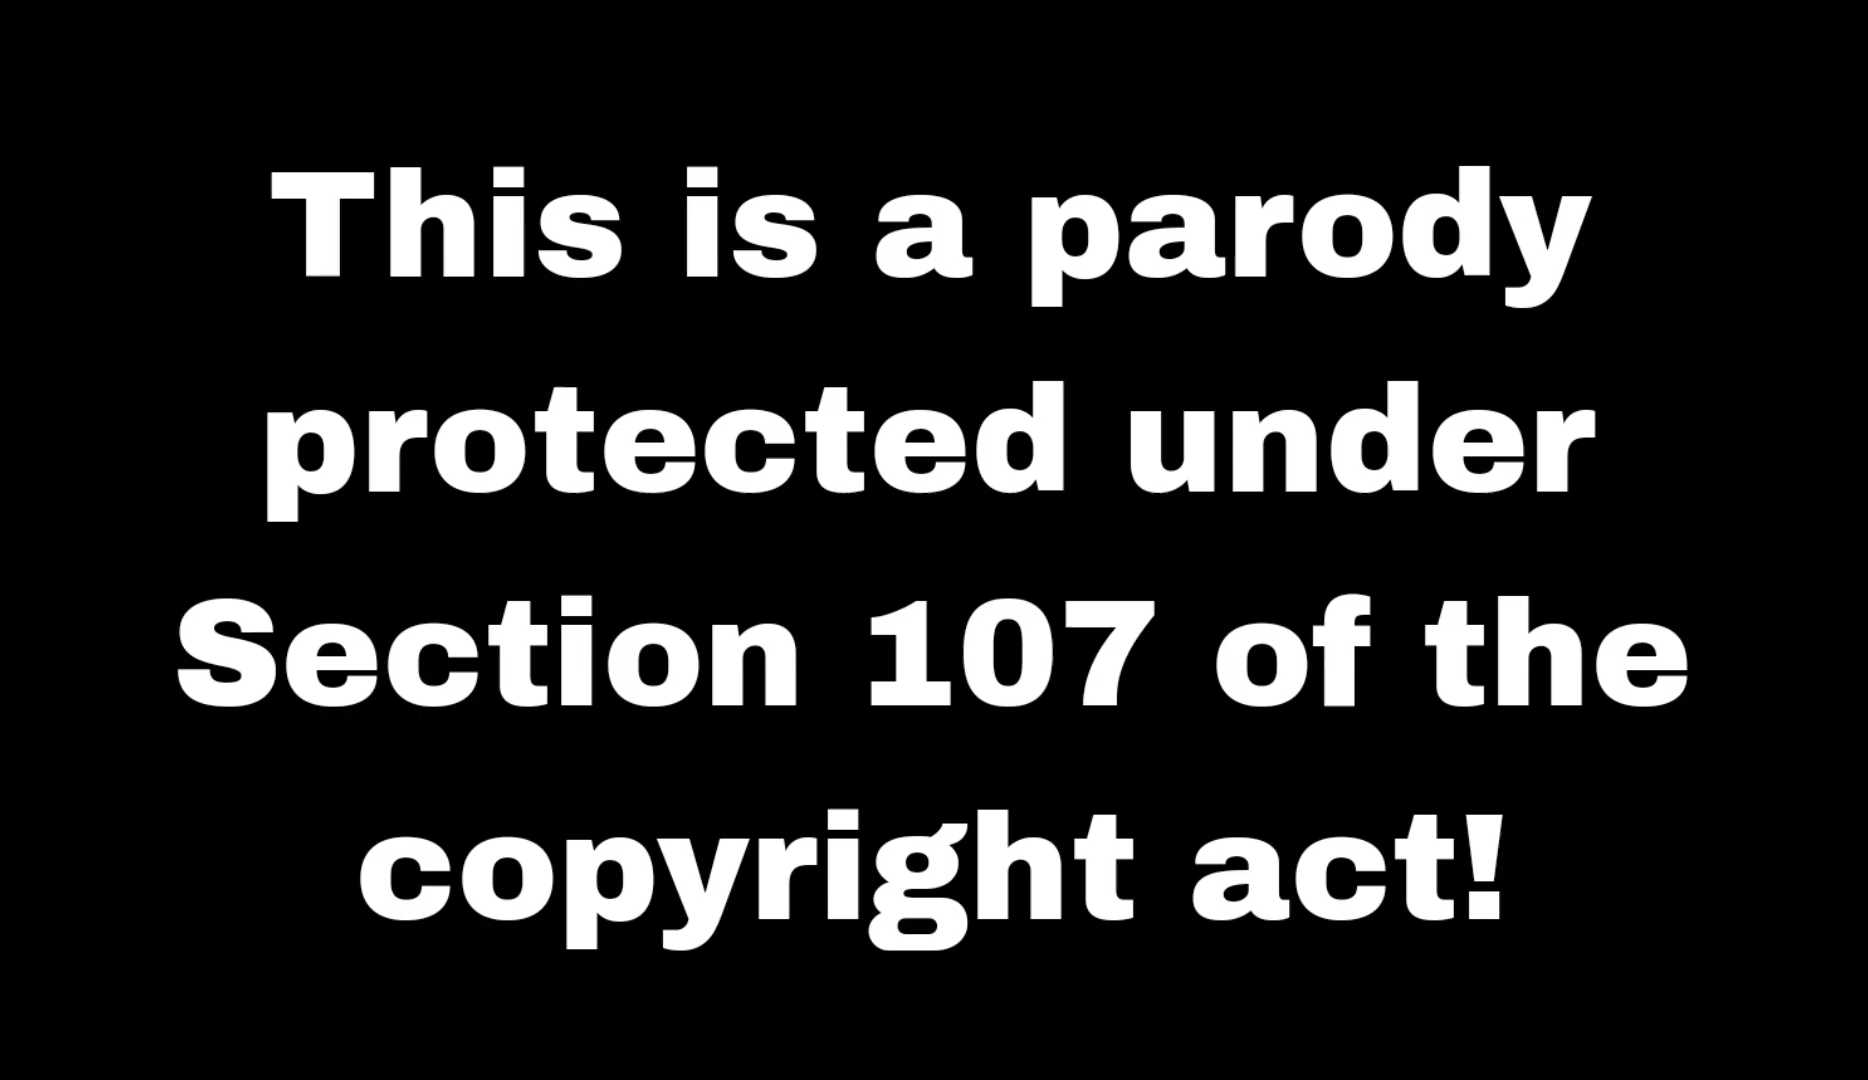 This is a parody
protected under
Section 107 of the
copyright act!